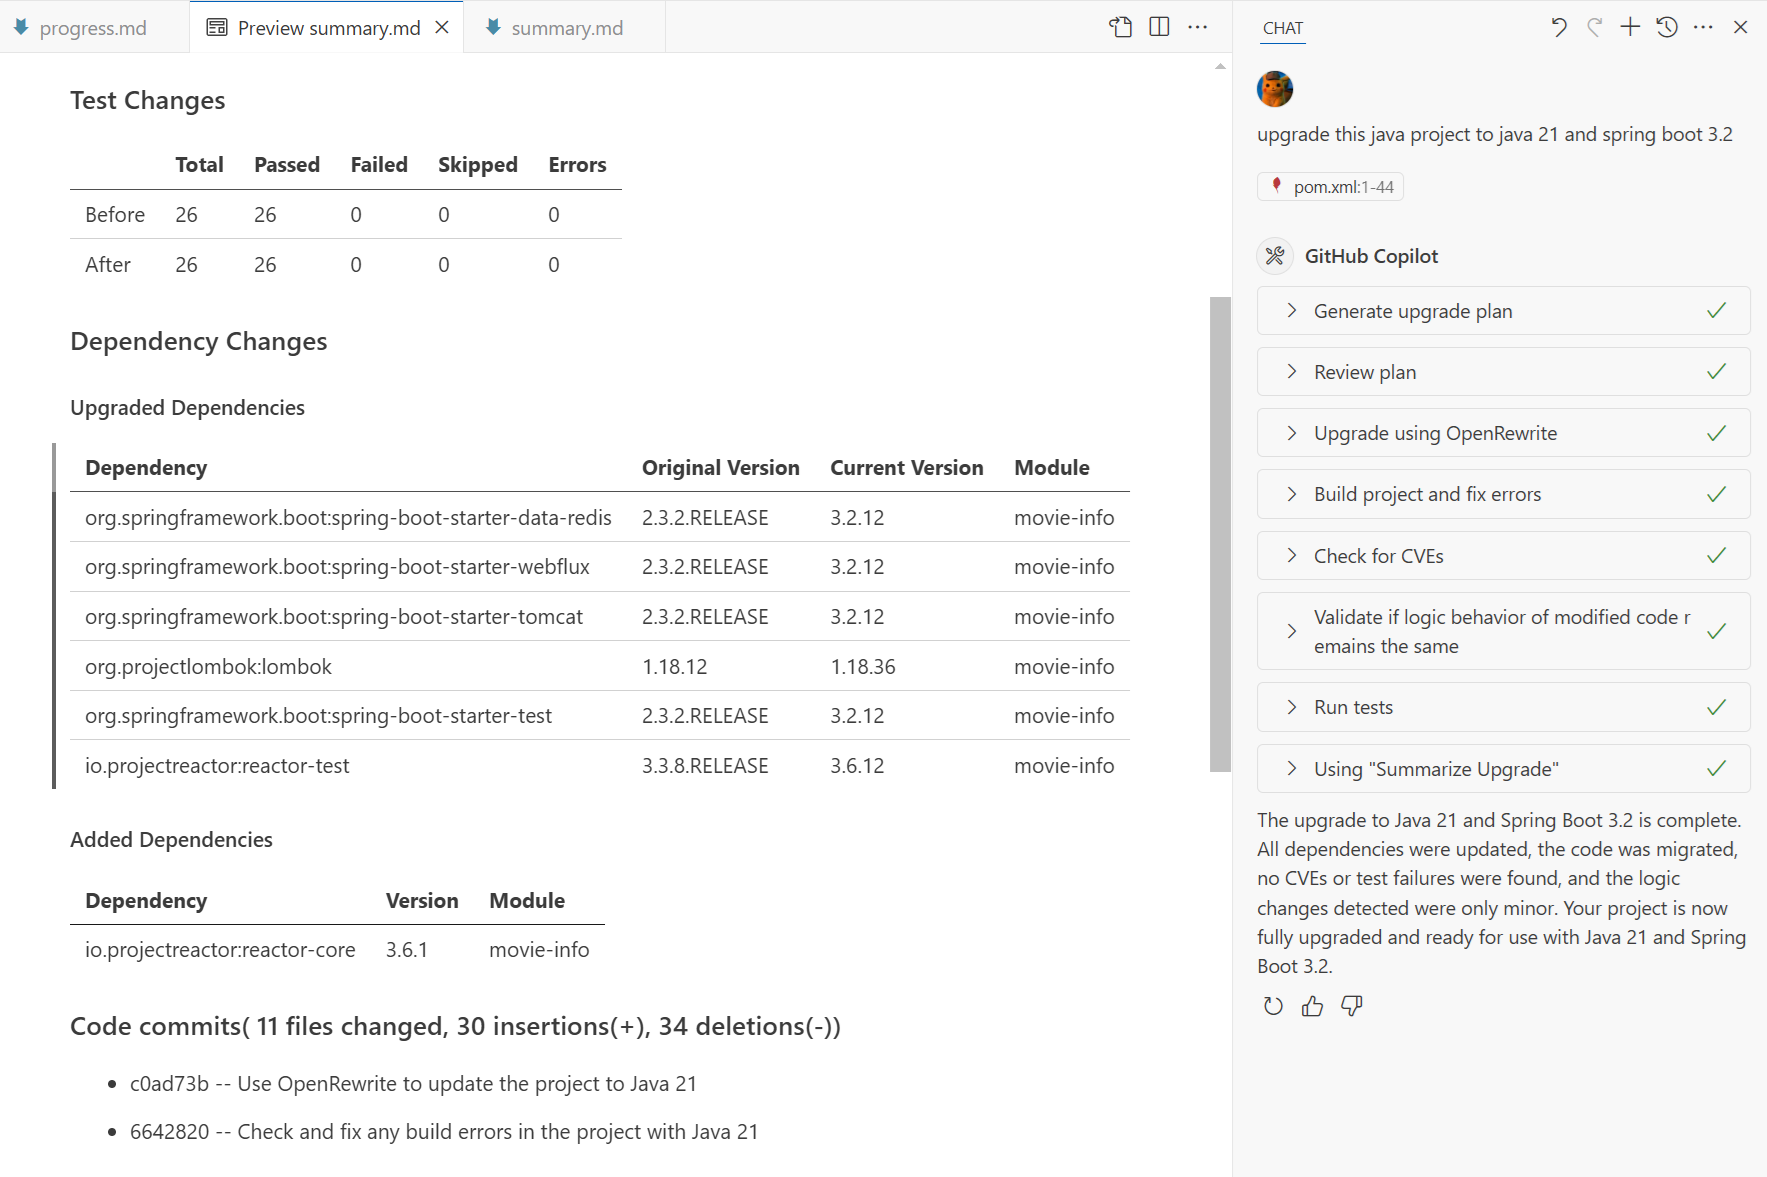 progress.md
Preview summary.md
summary.md
Test Changes
Total Passed Failed Skipped Errors
Before 26 26 0 0 0
After 26 26 0 0 0
Dependency Changes
Upgraded Dependencies
Dependency Original Version Current Version Module
org.springframework.boot:spring-boot-starter-data-redis 2.3.2.RELEASE 3.2.12 movie-info
org.springframework.boot:spring-boot-starter-webflux 2.3.2.RELEASE 3.2.12 movie-info
org.springframework.boot:spring-boot-starter-tomcat 2.3.2.RELEASE 3.2.12 movie-info
org.projectlombok:lombok 1.18.12 1.18.36 movie-info
org.springframework.boot:spring-boot-starter-test 2.3.2.RELEASE 3.2.12 movie-info
io.projectreactor:reactor-test 3.3.8.RELEASE 3.6.12 movie-info
Added Dependencies
Dependency Version Module
io.projectreactor:reactor-core 3.6.1 movie-info
Code commits( 11 files changed, 30 insertions(+), 34 deletions(-))
• c0ad73b -- Use OpenRewrite to update the project to Java 21
• 6642820 -- Check and fix any build errors in the project with Java 21
CHAT
upgrade this java project to java 21 and spring boot 3.2
pom.xml:1-44
GitHub Copilot
Generate upgrade plan
Review plan
Upgrade using OpenRewrite
Build project and fix errors
Check for CVEs
Validate if logic behavior of modified code r
emains the same
Run tests
Using "Summarize Upgrade"
The upgrade to Java 21 and Spring Boot 3.2 is complete.
All dependencies were updated, the code was migrated,
no CVEs or test failures were found, and the logic
changes detected were only minor. Your project is now
fully upgraded and ready for use with Java 21 and Spring
Boot 3.2.